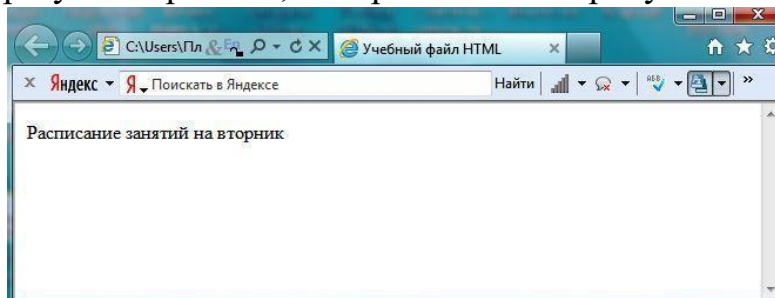 C:\Users\Пл
Учебный файл HTML
Яндекс
Я Поискать в Яндексе
Найти
Расписание занятий на вторник